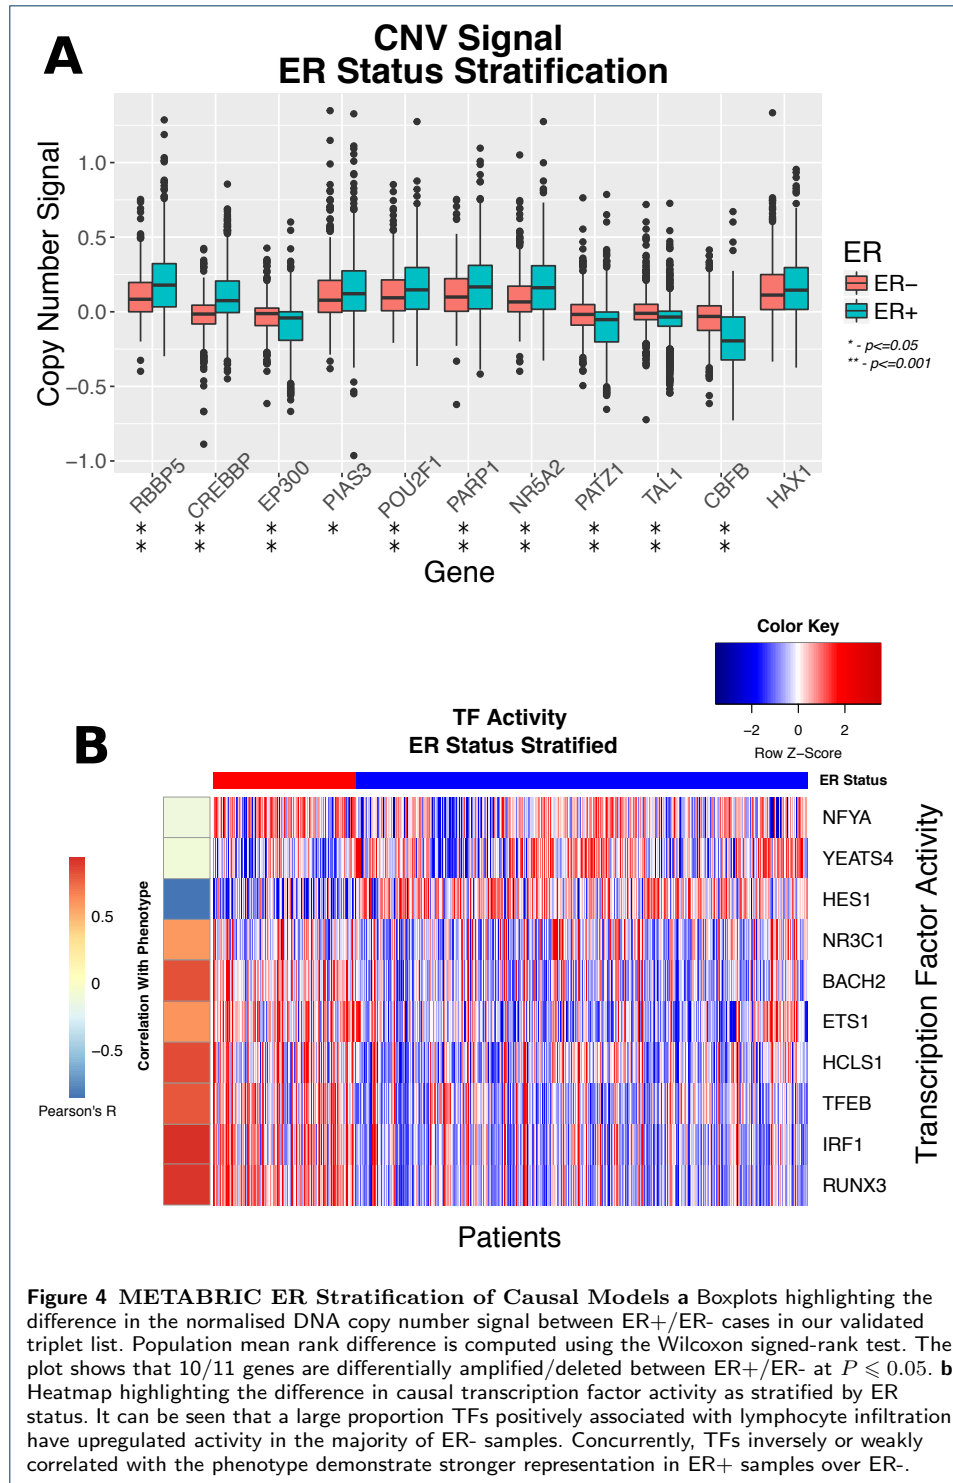 A
CNV Signal
ER Status Stratification
Copy Number Signal
1.0
0.5
0.0
−0.5
−1.0
RBBP5
CREBBP
EP300
PIAS3
POU2F1
PARP1
NR5A2
PATZ1
TAL1
CBFB
HAX1
* * * * * * * * * *
* * * * * * * * *
Gene
ER
ER−
ER+
* - p<=0.05
** - p<=0.001
Color Key
−2 0 2
Row Z−Score
B
TF Activity
ER Status Stratified
ER Status
NFYA
YEATS4
HES1
NR3C1
BACH2
ETS1
HCLS1
TFEB
IRF1
RUNX3
Transcription Factor Activity
0.5
0
−0.5
Correlation With Phenotype
Pearson's R
Patients
Figure 4 METABRIC ER Stratification of Causal Models a Boxplots highlighting the
difference in the normalised DNA copy number signal between ER+/ER- cases in our validated
triplet list. Population mean rank difference is computed using the Wilcoxon signed-rank test. The
plot shows that 10/11 genes are differentially amplified/deleted between ER+/ER- at P ⩽ 0.05. b
Heatmap highlighting the difference in causal transcription factor activity as stratified by ER
status. It can be seen that a large proportion TFs positively associated with lymphocyte infiltration
have upregulated activity in the majority of ER- samples. Concurrently, TFs inversely or weakly
correlated with the phenotype demonstrate stronger representation in ER+ samples over ER-.